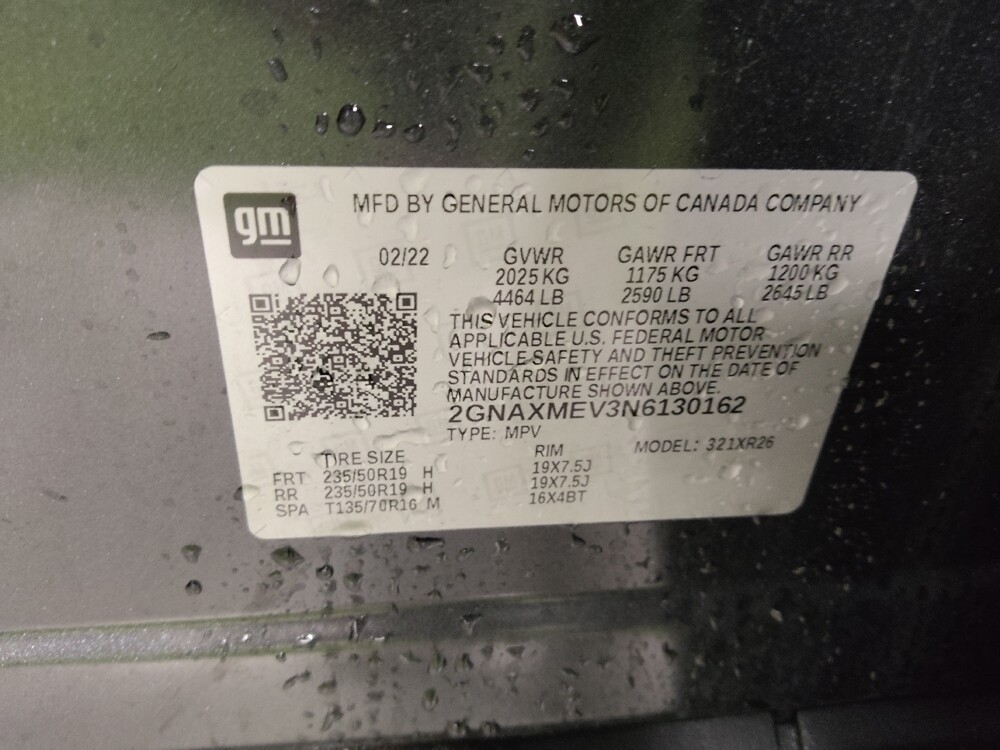 gm
MFD BY GENERAL MOTORS OF CANADA COMPANY
02/22 GVWR GAWR FRT GAWR RR
2025 KG 1175 KG 1200 KG
4464 LB 2590 LB 2645 LB
THIS VEHICLE CONFORMS TO ALL
APPLICABLE U.S. FEDERAL MOTOR
VEHICLE SAFETY AND THEFT PREVENTION
STANDARDS IN EFFECT ON THE DATE OF
MANUFACTURE SHOWN ABOVE.
2GNAXMEV3N6130162
TYPE: MPV MODEL: 321XR26
TIRE SIZE RIM
FRT 235/50R19 H 19X7.5J
RR 235/50R19 H 19X7.5J
SPA T135/70R16 M 16X4BT